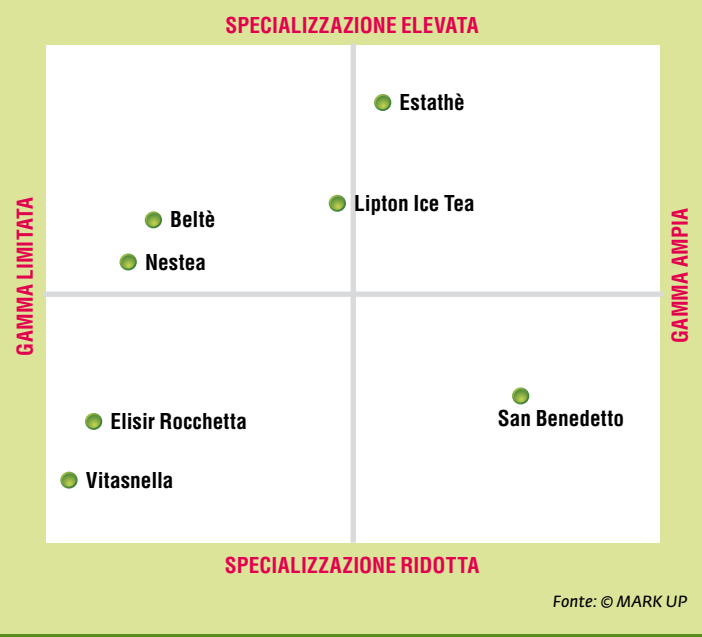 SPECIALIZZAZIONE ELEVATA
Estathè
Lipton Ice Tea
Beltè
Nestea
GAMMA LIMITATA
GAMMA AMPIA
San Benedetto
Elisir Rocchetta
Vitasnella
SPECIALIZZAZIONE RIDOTTA
Fonte: © MARK UP